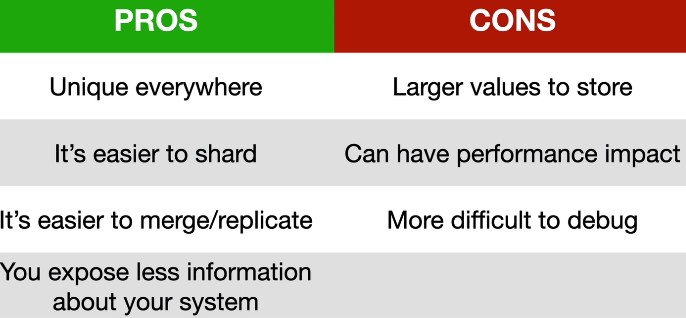 PROS CONS
Unique everywhere Larger values to store
It's easier to shard Can have performance impact
It's easier to merge/replicate More difficult to debug
You expose less information
about your system